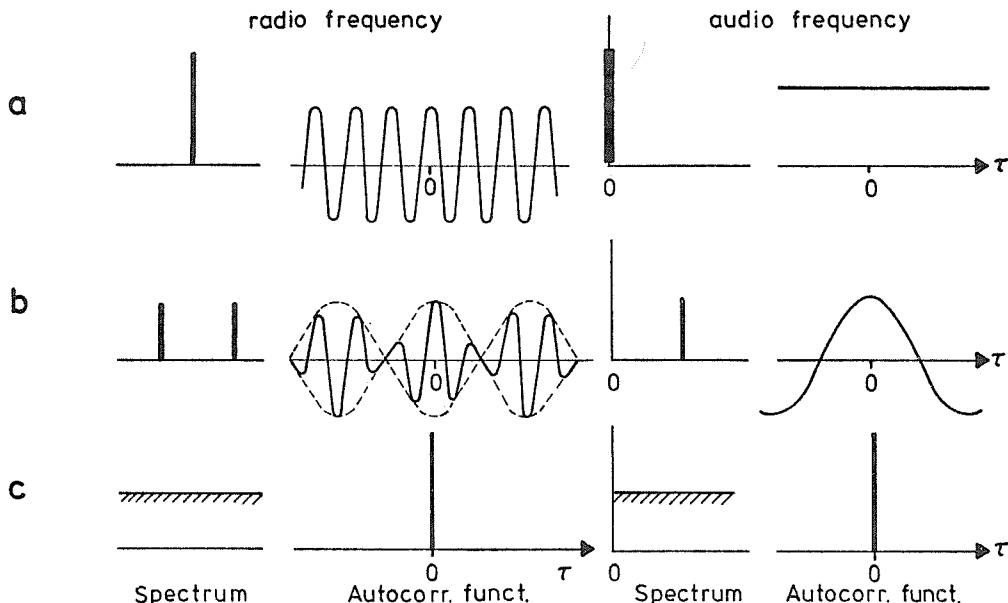 radio frequency audio frequency
a
0 0 0 τ
b
0 0 0 τ
c
0 τ 0 0 τ
Spectrum Autocorr. funct. Spectrum Autocorr. funct.